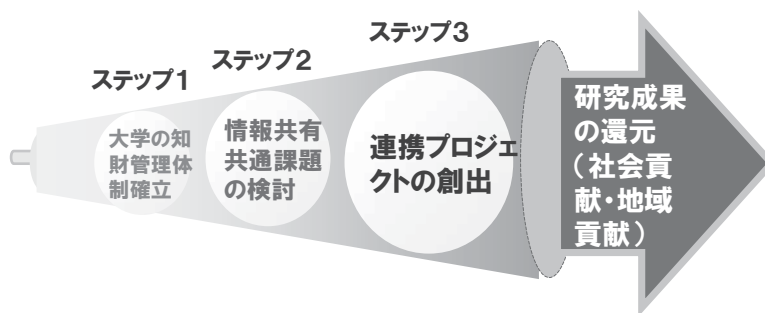 ステップ1
大学の知
財管理体
制確立
ステップ2
情報共有
共通課題
の検討
ステップ3
連携プロジェ
クトの創出
研究成果
の還元
(社会貢
献・地域
貢献)